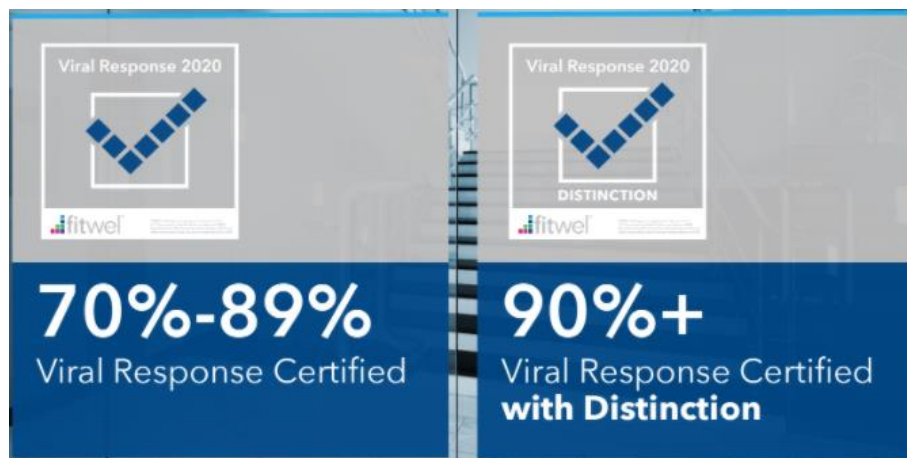 Viral Response 2020
fitwel
70%-89%
Viral Response Certified
Viral Response 2020
DISTINCTION
fitwel
90%+
Viral Response Certified
with Distinction